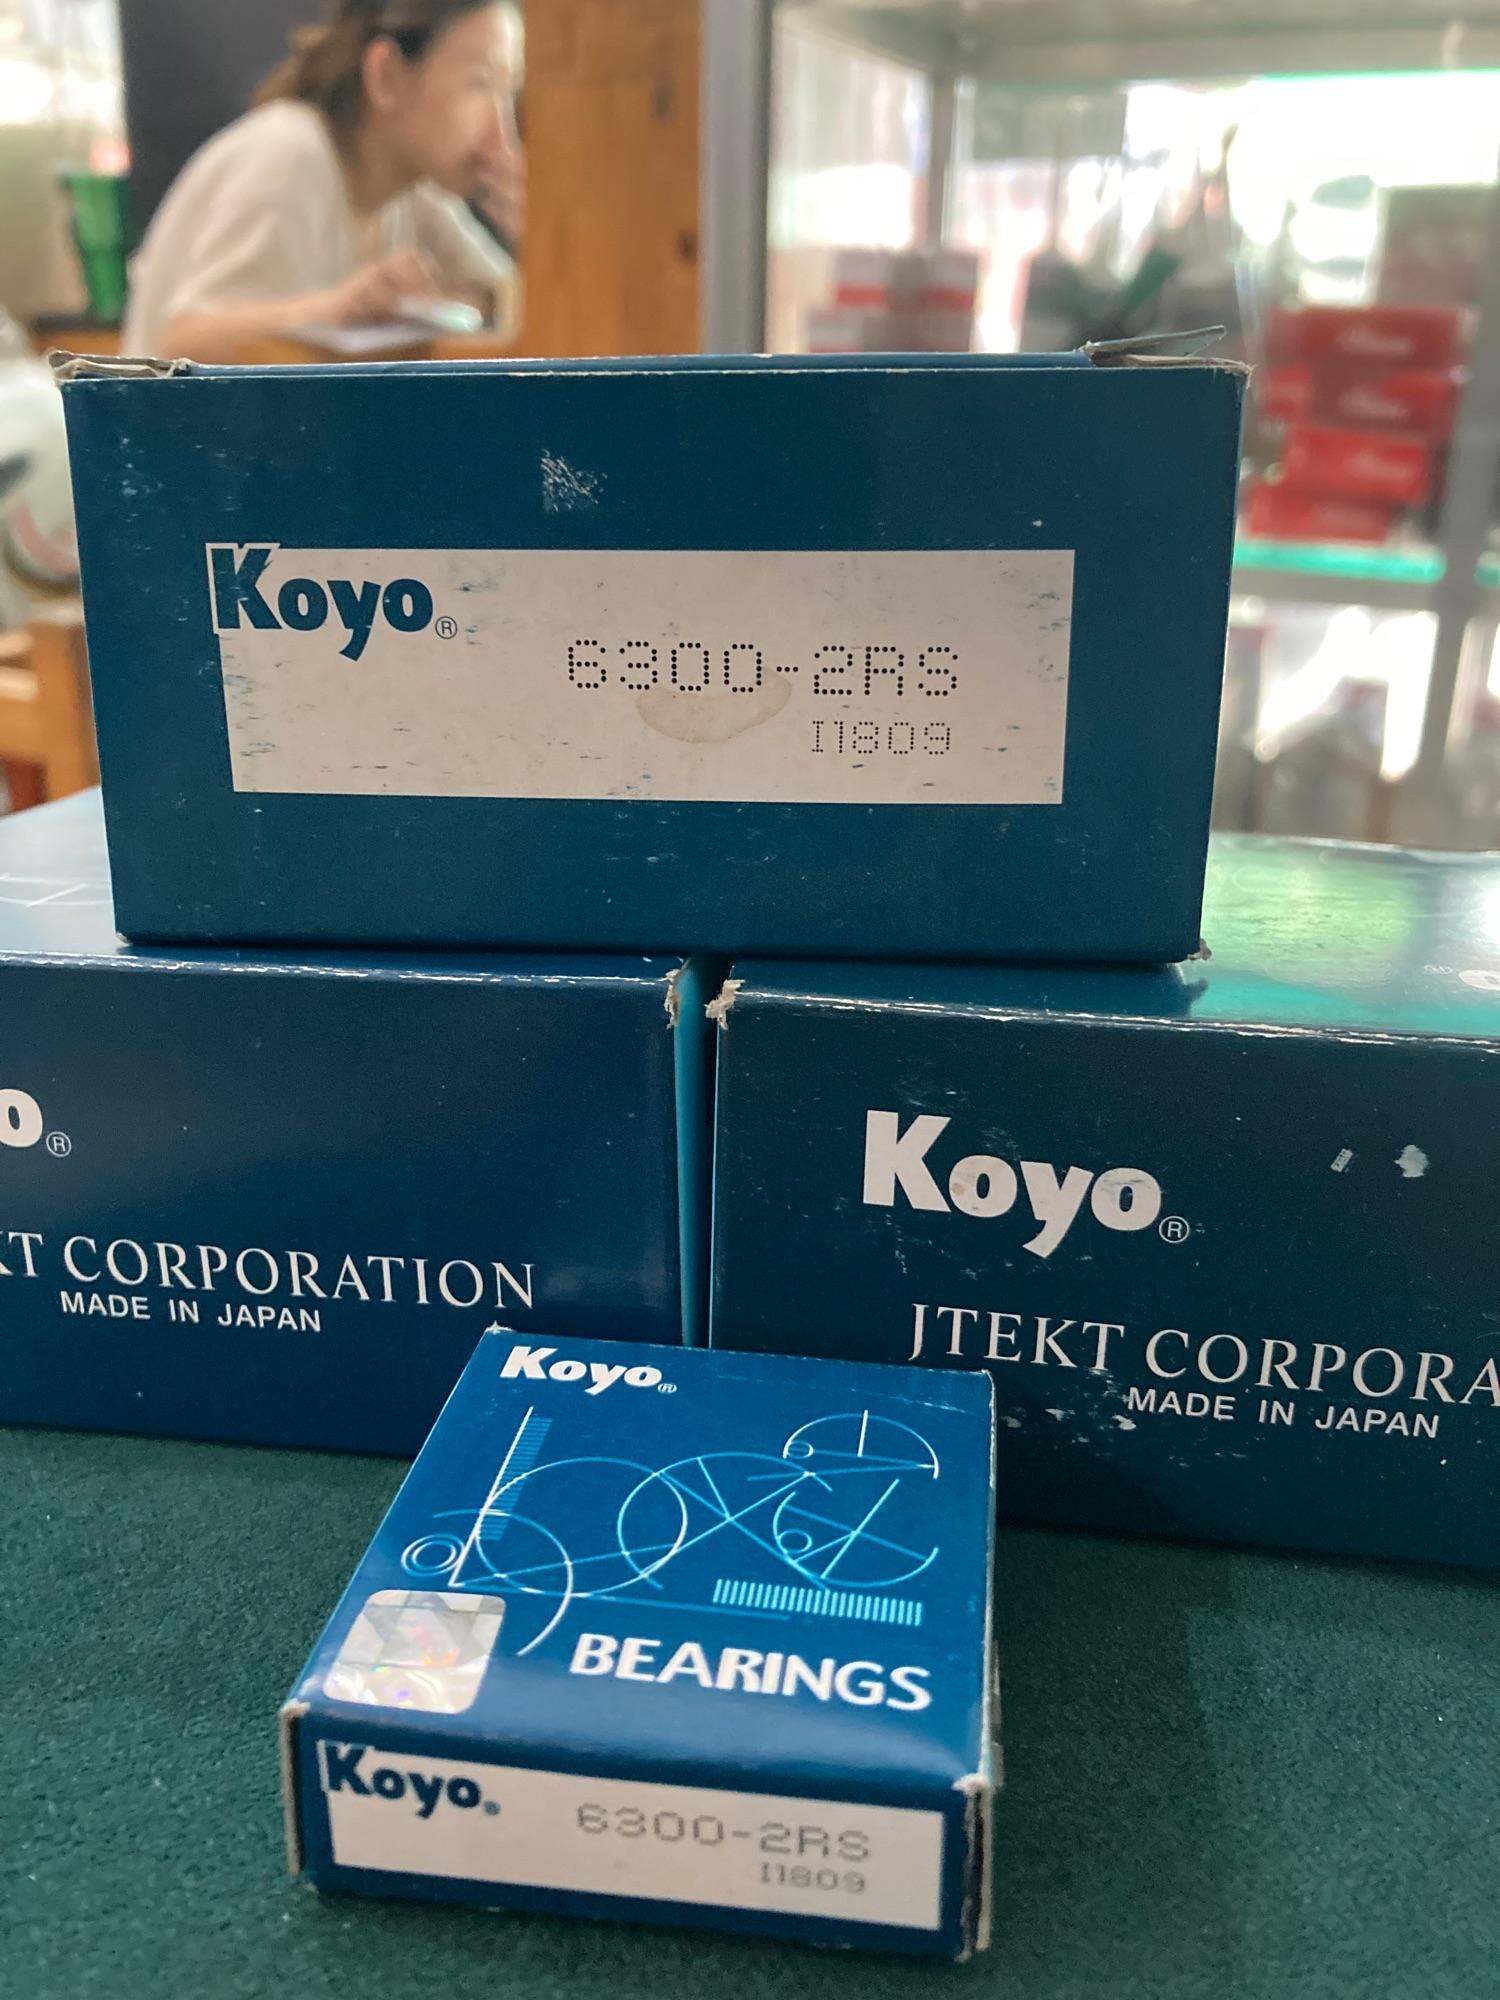 Koyo®
6300-2RS
I1809
o®
KT CORPORATION
MADE IN JAPAN
Koyo®
JTEKT CORPORA
MADE IN JAPAN
Koyo®
BEARINGS
Koyo®
6300-2RS
I1809